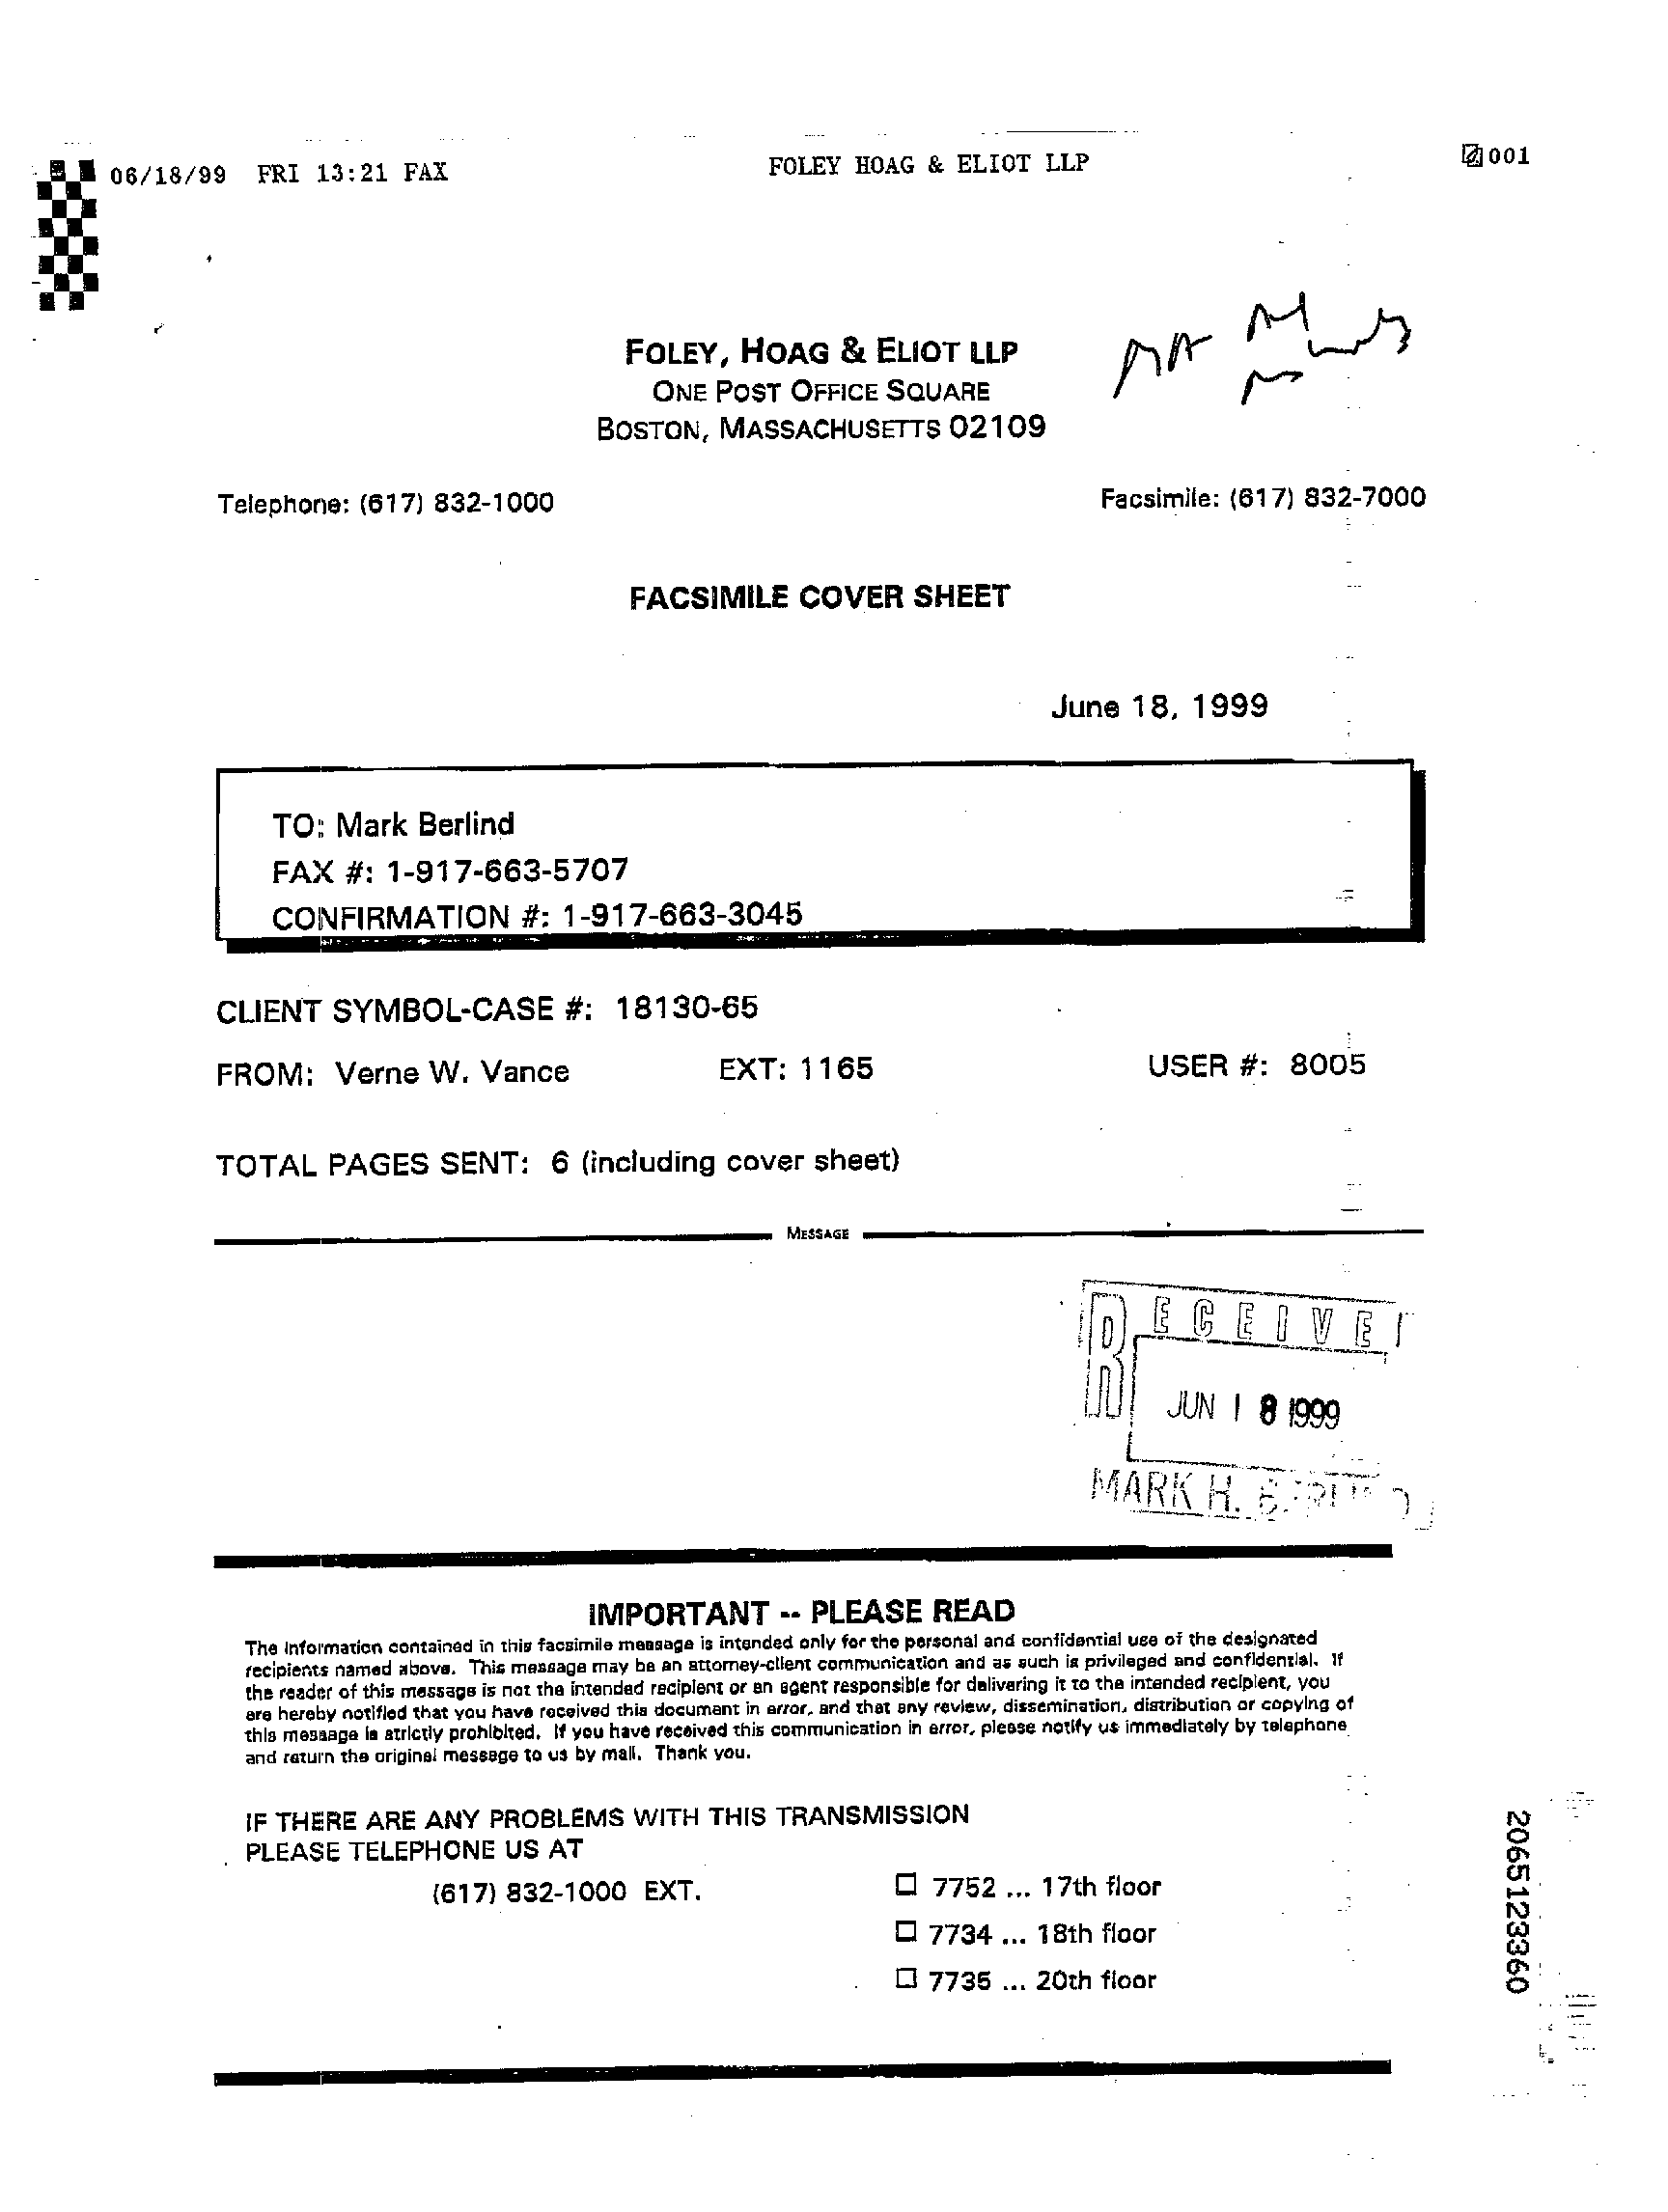 06/18/99 FRI 13:21 FAX FOLEY HOAG & ELIOT LLP 001
FOLEY, HOAG & ELIOT LLP
ONE POST OFFICE SQUARE
BOSTON, MASSACHUSETTS 02109
Telephone: (617) 832-1000 Facsimile: (617) 832-7000
FACSIMILE COVER SHEET
June 18, 1999
TO: Mark Berlind
FAX #: 1-917-663-5707
CONFIRMATION #: 1-917-663-3045
CLIENT SYMBOL-CASE #: 18130-65
FROM: Verne W. Vance EXT: 1165 USER #: 8005
TOTAL PAGES SENT: 6 (including cover sheet)
MESSAGE
RECEIVE
JUN 18 1999
MARK H.
IMPORTANT -- PLEASE READ
The information contained in this facsimile message is intended only for the personal and confidential use of the designated
recipients named above. This message may be an attorney-client communication and as such is privileged and confidential. If
the reader of this message is not the intended recipient or an agent responsible for delivering it to the intended recipient, you
are hereby notified that you have received this document in error, and that any review, dissemination, distribution or copying of
this message is strictly prohibited. If you have received this communication in error, please notify us immediately by telephone
and return the original message to us by mail. Thank you.
IF THERE ARE ANY PROBLEMS WITH THIS TRANSMISSION
PLEASE TELEPHONE US AT
(617) 832-1000 EXT. ☐ 7752 ... 17th floor
☐ 7734 ... 18th floor
☐ 7735 ... 20th floor
2065123360